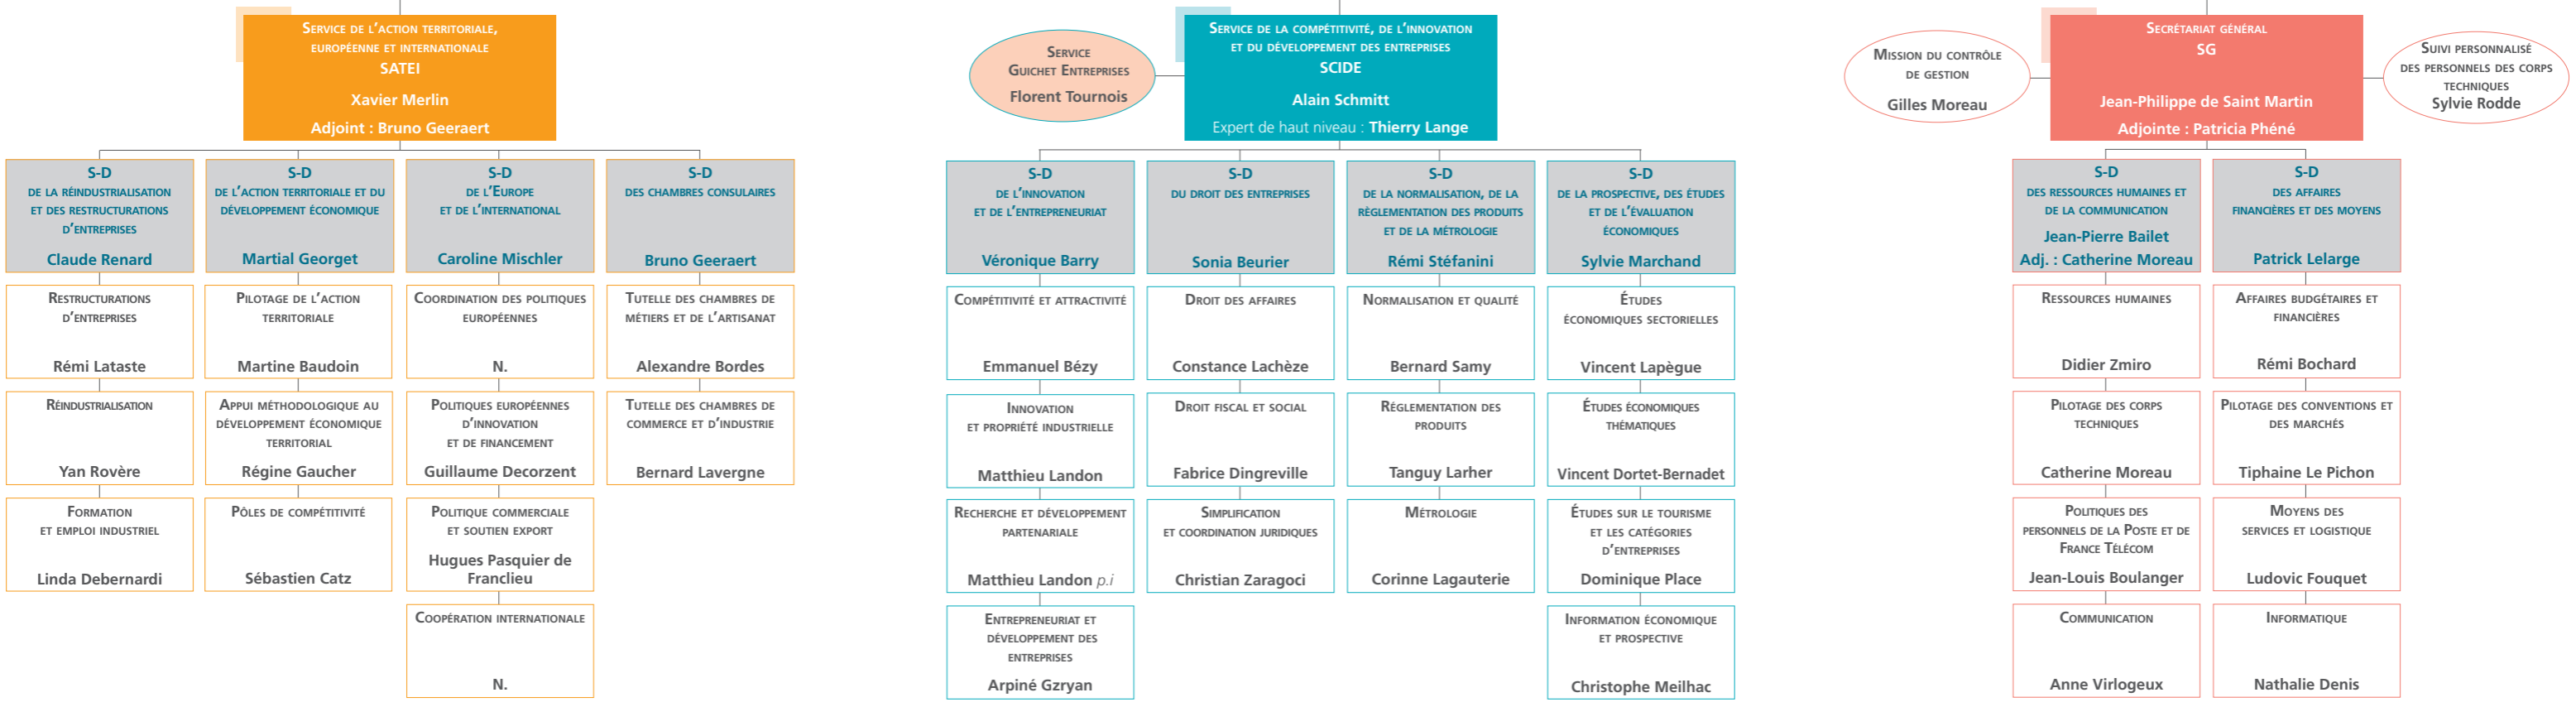 Service de l'action territoriale,
européenne et internationale
SATEI
Xavier Merlin
Adjoint : Bruno Geeraert
S-D
de la réindustrialisation
et des restructurations
d'entreprises
Claude Renard
Restructurations
d'entreprises
Rémi Lataste
Réindustrialisation
Yan Rovère
Formation
et emploi industriel
Linda Debernardi
S-D
de l'action territoriale et du
développement économique
Martial Georget
Pilotage de l'action
territoriale
Martine Baudoin
Appui méthodologique au
développement économique
territorial
Régine Gaucher
Pôles de compétitivité
Sébastien Catz
S-D
de l'Europe
et de l'international
Caroline Mischler
Coordination des politiques
européennes
N.
Politiques européennes
d'innovation
et de financement
Guillaume Decorzent
Politique commerciale
et soutien export
Hugues Pasquier de
Franclieu
Coopération internationale
N.
S-D
des chambres consulaires
Bruno Geeraert
Tutelle des chambres de
métiers et de l'artisanat
Alexandre Bordes
Tutelle des chambres de
commerce et d'industrie
Bernard Lavergne
Service
Guichet Entreprises
Florent Tournois
Service de la compétitivité, de l'innovation
et du développement des entreprises
SCIDE
Alain Schmitt
Expert de haut niveau : Thierry Lange
S-D
de l'innovation
et de l'entrepreneuriat
Véronique Barry
Compétitivité et attractivité
Emmanuel Bézy
Innovation
et propriété industrielle
Matthieu Landon
Recherche et développement
partenariale
Matthieu Landon p.i
Entrepreneuriat et
développement des
entreprises
Arpiné Gzryan
S-D
du droit des entreprises
Sonia Beurier
Droit des affaires
Constance Lachèze
Droit fiscal et social
Fabrice Dingreville
Simplification
et coordination juridiques
Christian Zaragoci
S-D
de la normalisation, de la
règlementation des produits
et de la métrologie
Rémi Stéfanini
Normalisation et qualité
Bernard Samy
Réglementation des
produits
Tanguy Larher
Métrologie
Corinne Lagauterie
S-D
de la prospective, des études
et de l'évaluation
économiques
Sylvie Marchand
Études
économiques sectorielles
Vincent Lapègue
Études économiques
thématiques
Vincent Dortet-Bernadet
Études sur le tourisme
et les catégories
d'entreprises
Dominique Place
Information économique
et prospective
Christophe Meilhac
Mission du contrôle
de gestion
Gilles Moreau
Secrétariat général
SG
Jean-Philippe de Saint Martin
Adjointe : Patricia Phéné
Suivi personnalisé
des personnels des corps
techniques
Sylvie Rodde
S-D
des ressources humaines et
de la communication
Jean-Pierre Bailet
Adj. : Catherine Moreau
Ressources humaines
Didier Zmiro
Pilotage des corps
techniques
Catherine Moreau
Politiques des
personnels de la Poste et de
France Télécom
Jean-Louis Boulanger
Communication
Anne Virlogeux
S-D
des affaires
financières et des moyens
Patrick Lelarge
Affaires budgétaires et
financières
Rémi Bochard
Pilotage des conventions et
des marchés
Tiphaine Le Pichon
Moyens des
services et logistique
Ludovic Fouquet
Informatique
Nathalie Denis